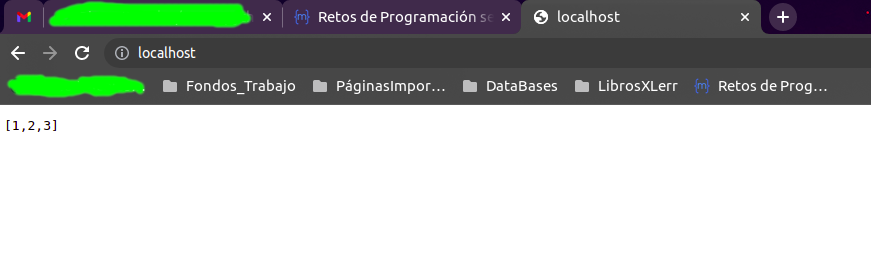 Retos de Programación se
localhost
localhost
Fondos_Trabajo PáginasImpor... DataBases LibrosXLerr {m} Retos de Prog...
[1,2,3]